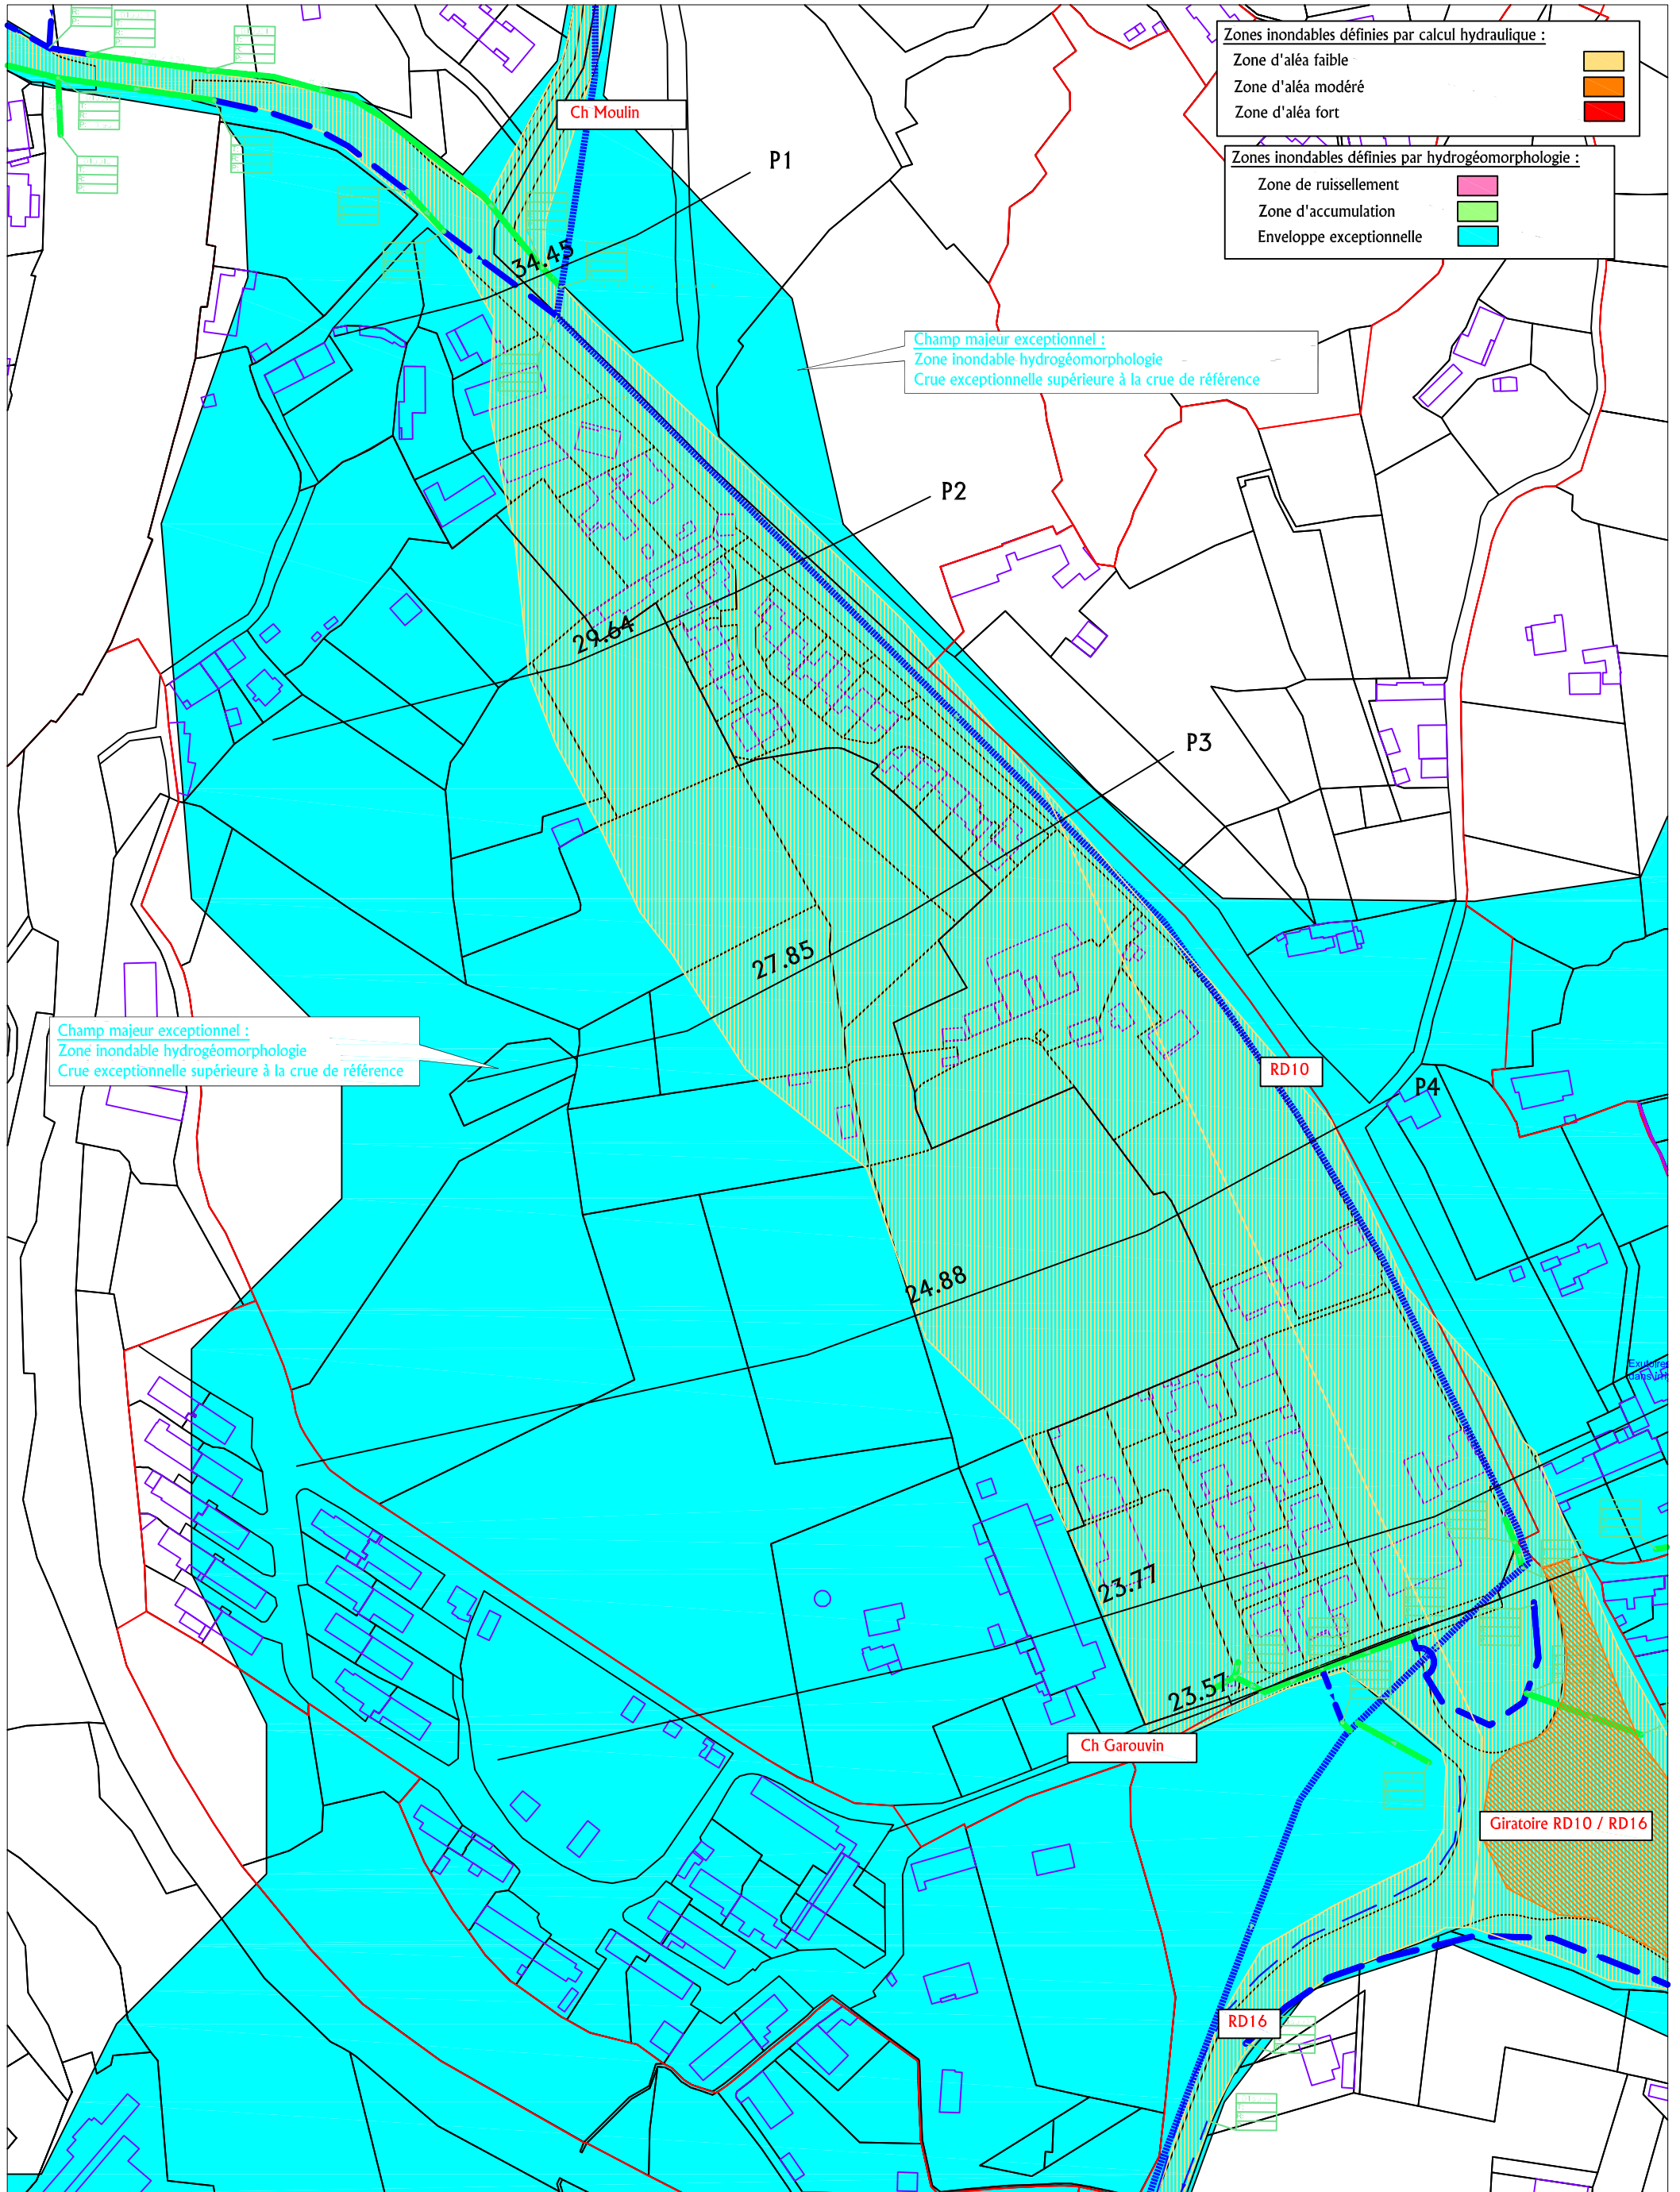 Zones inondables définies par calcul hydraulique :
Zone d'aléa faible
Zone d'aléa modéré
Zone d'aléa fort
Zones inondables définies par hydrogéomorphologie :
Zone de ruissellement
Zone d'accumulation
Enveloppe exceptionnelle
Ch Moulin
P1
34.45
Champ majeur exceptionnel :
Zone inondable hydrogéomorphologie
Crue exceptionnelle supérieure à la crue de référence
P2
29.64
P3
27.85
Champ majeur exceptionnel :
Zone inondable hydrogéomorphologie
Crue exceptionnelle supérieure à la crue de référence
RD10
P4
24.88
Exutoire
dans
23.77
23.57
Ch Garouvin
Giratoire RD10 / RD16
RD16